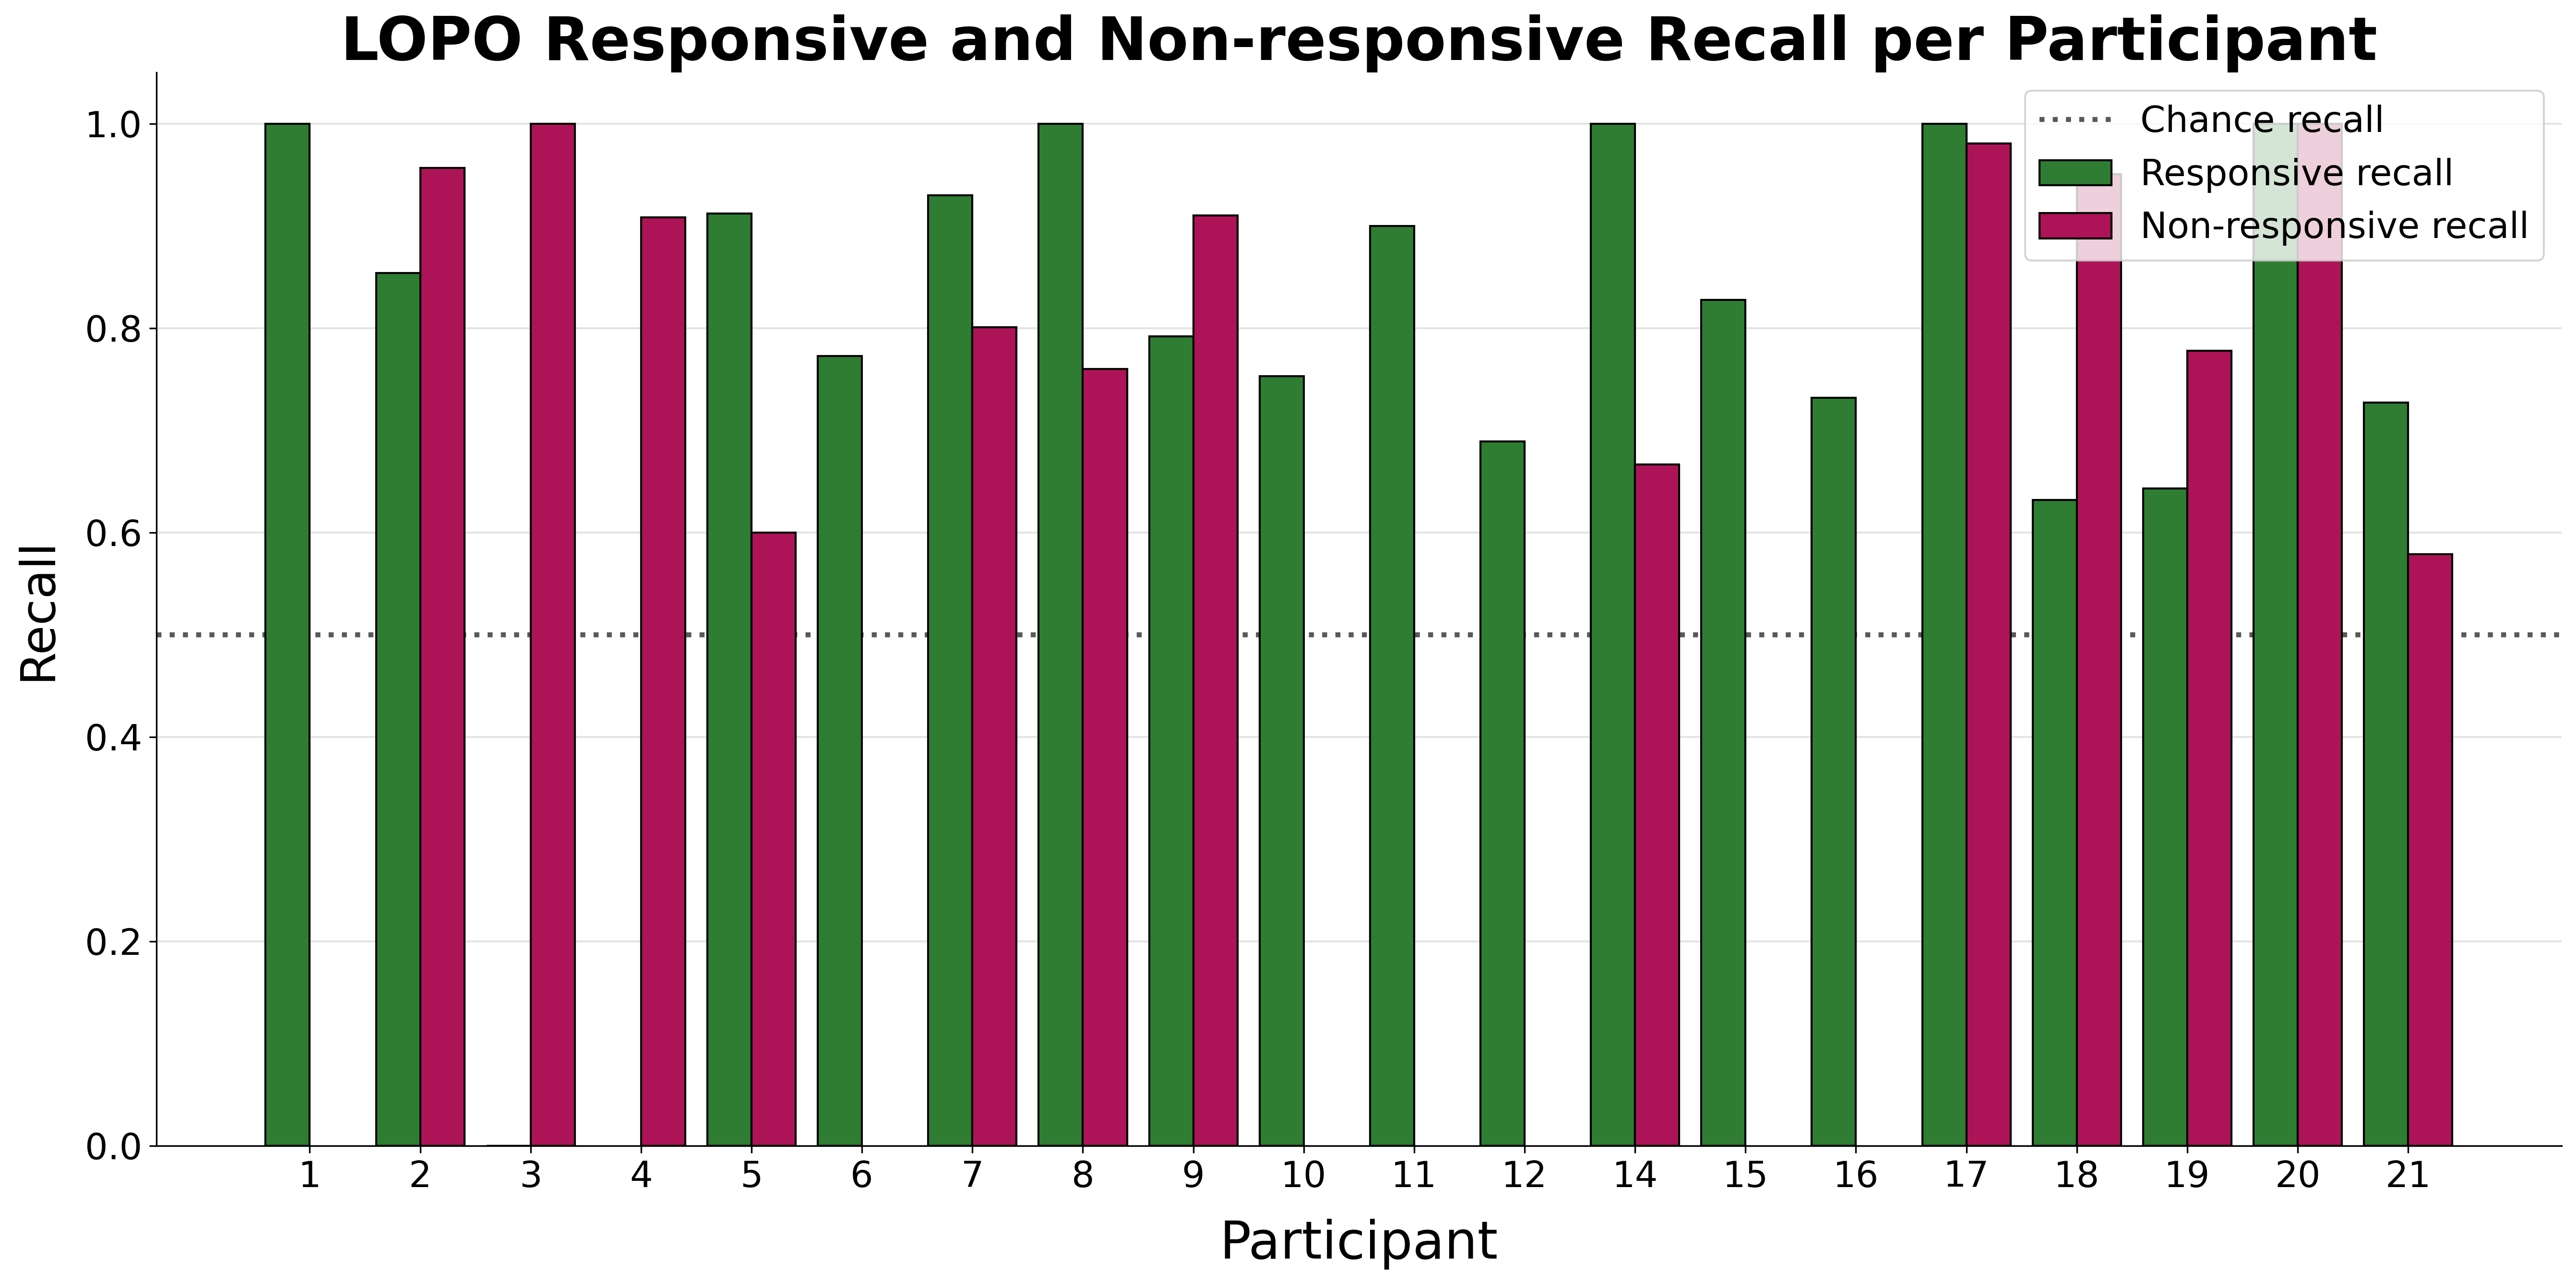 LOPO Responsive and Non-responsive Recall per Participant
Chance recall
Responsive recall
Non-responsive recall
Recall
1.0
0.8
0.6
0.4
0.2
0.0
1 2 3 4 5 6 7 8 9 10 11 12 14 15 16 17 18 19 20 21
Participant